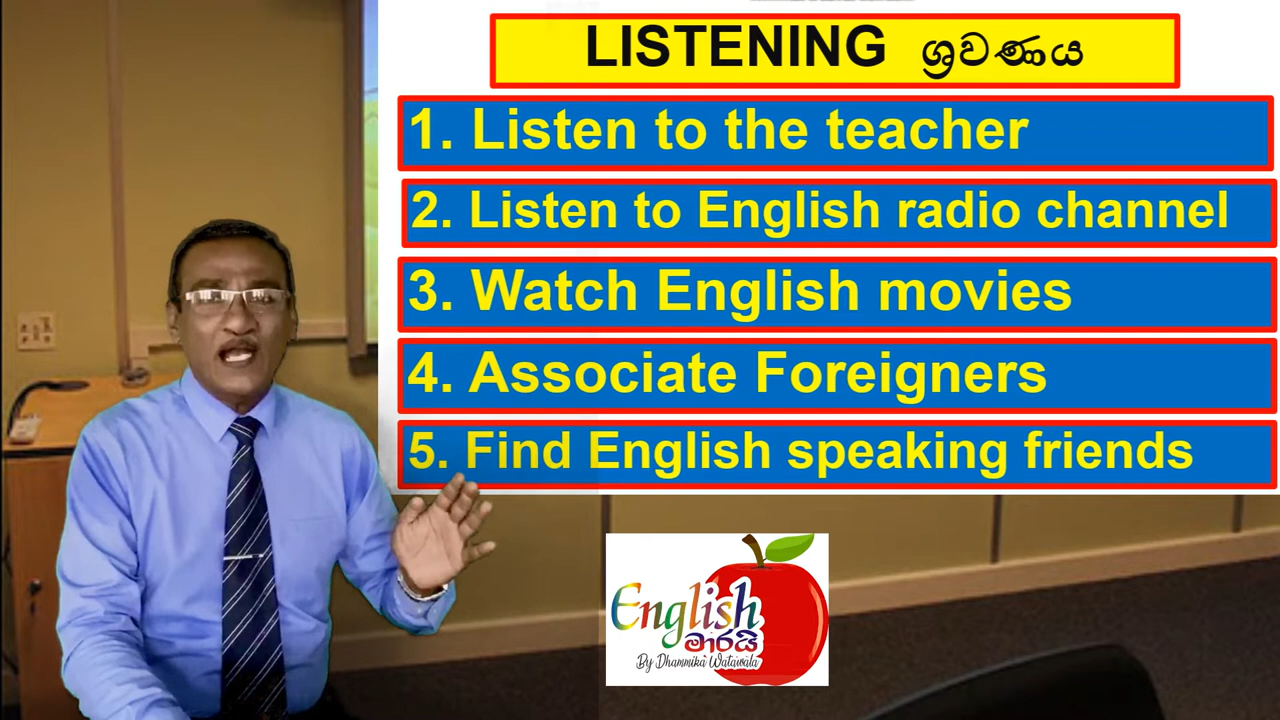 LISTENING ශ්‍රවණය
1. Listen to the teacher
2. Listen to English radio channel
3. Watch English movies
4. Associate Foreigners
5. Find English speaking friends
English
මාරයි
By Dhammika Watawala